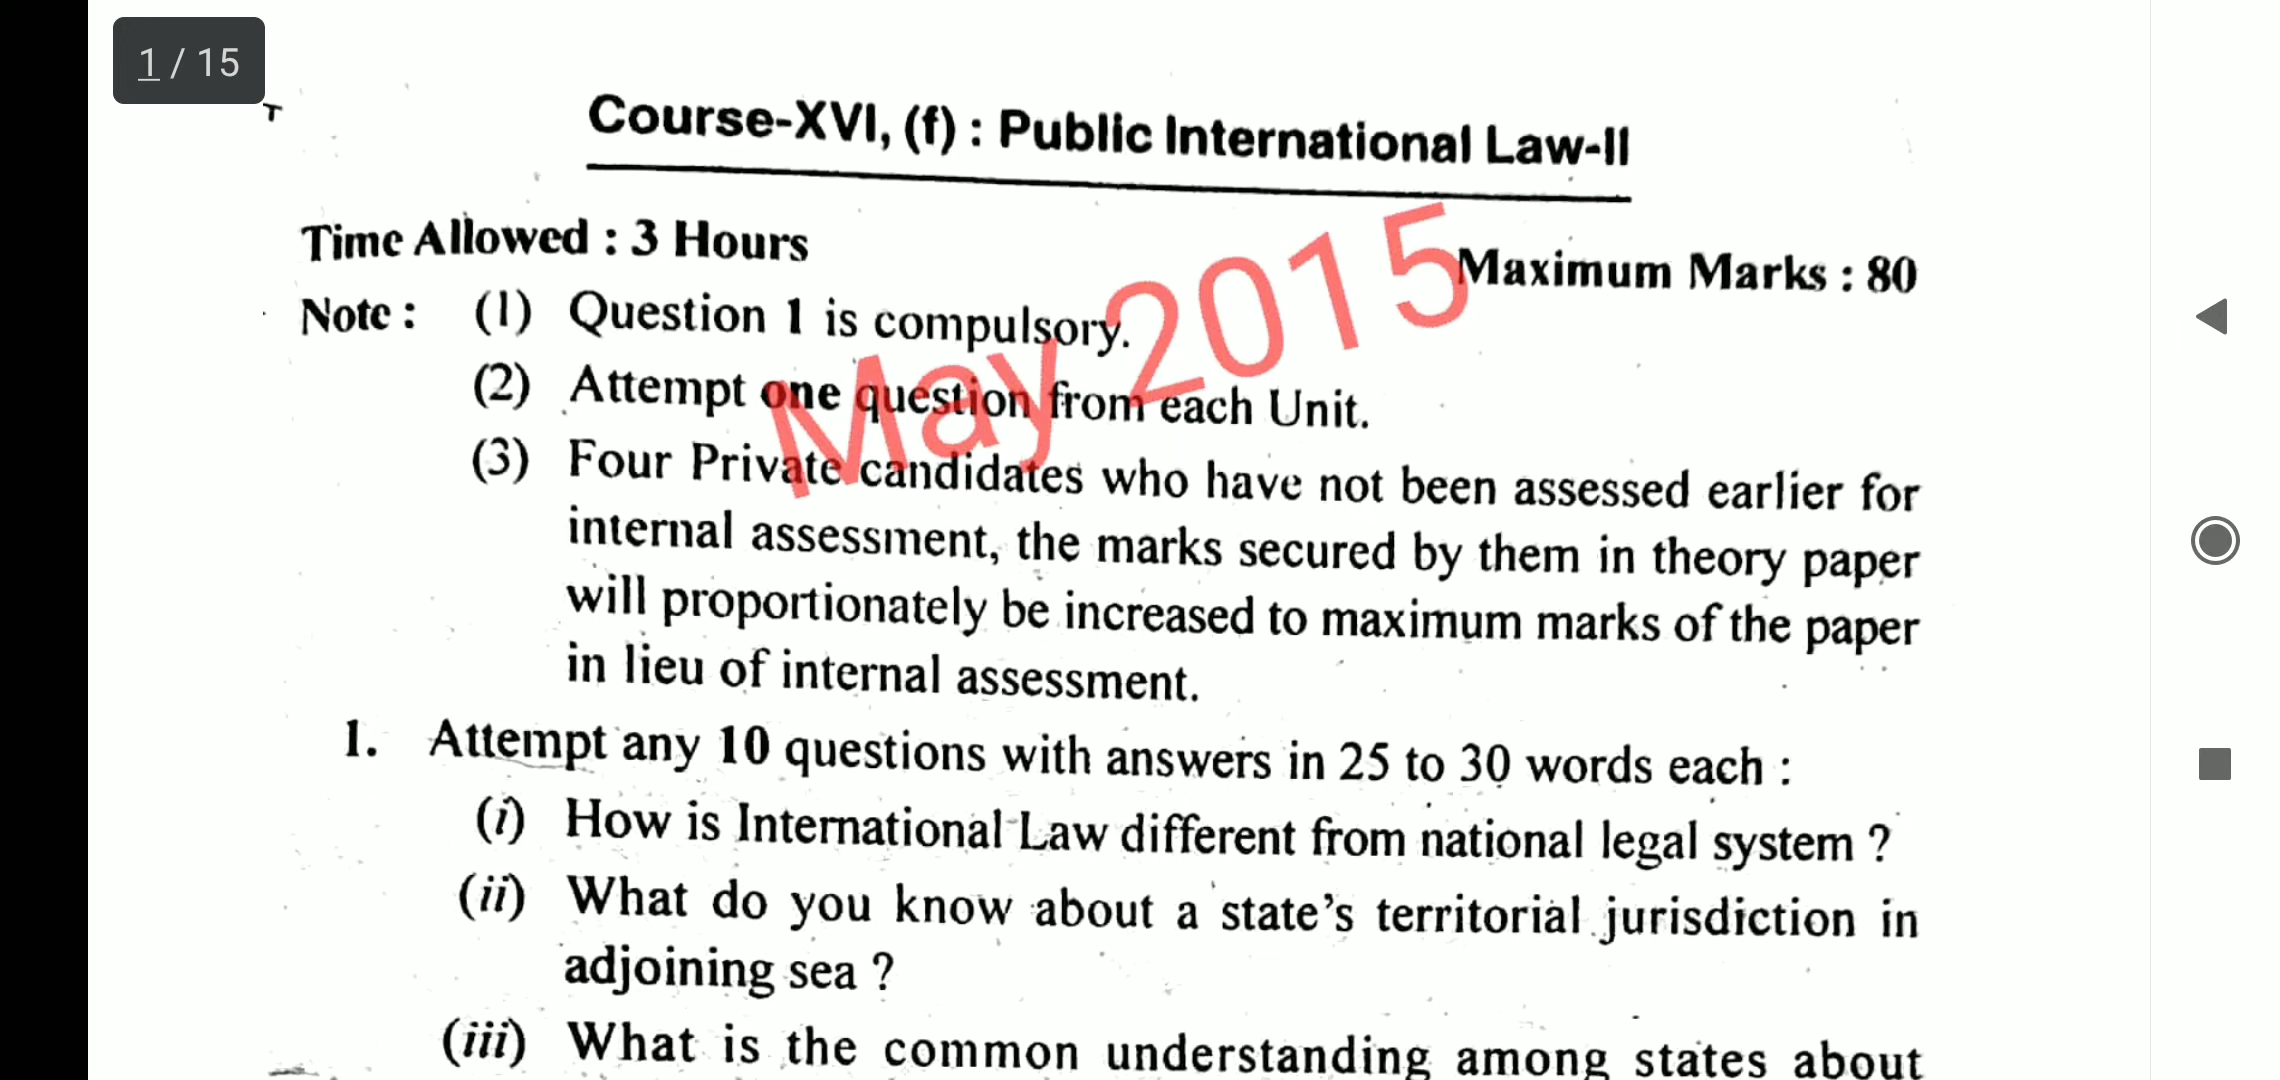 1 / 15
T
Course-XVI, (f) : Public International Law-II
Time Allowed : 3 Hours
Maximum Marks : 80
May 2015
Note : (1) Question 1 is compulsory.
(2) Attempt one question from each Unit.
(3) Four Private candidates who have not been assessed earlier for
internal assessment, the marks secured by them in theory paper
will proportionately be increased to maximum marks of the paper
in lieu of internal assessment.
1. Attempt any 10 questions with answers in 25 to 30 words each :
(i) How is International Law different from national legal system ?
(ii) What do you know about a state's territorial jurisdiction in
adjoining sea ?
(iii) What is the common understanding among states about